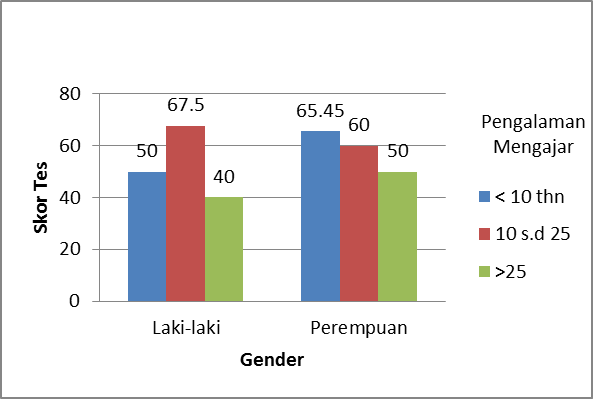 80
60
40
20
0
Skor Tes
50
67.5
40
65.45
60
50
Laki-laki
Perempuan
Gender
Pengalaman
Mengajar
< 10 thn
10 s.d 25
>25